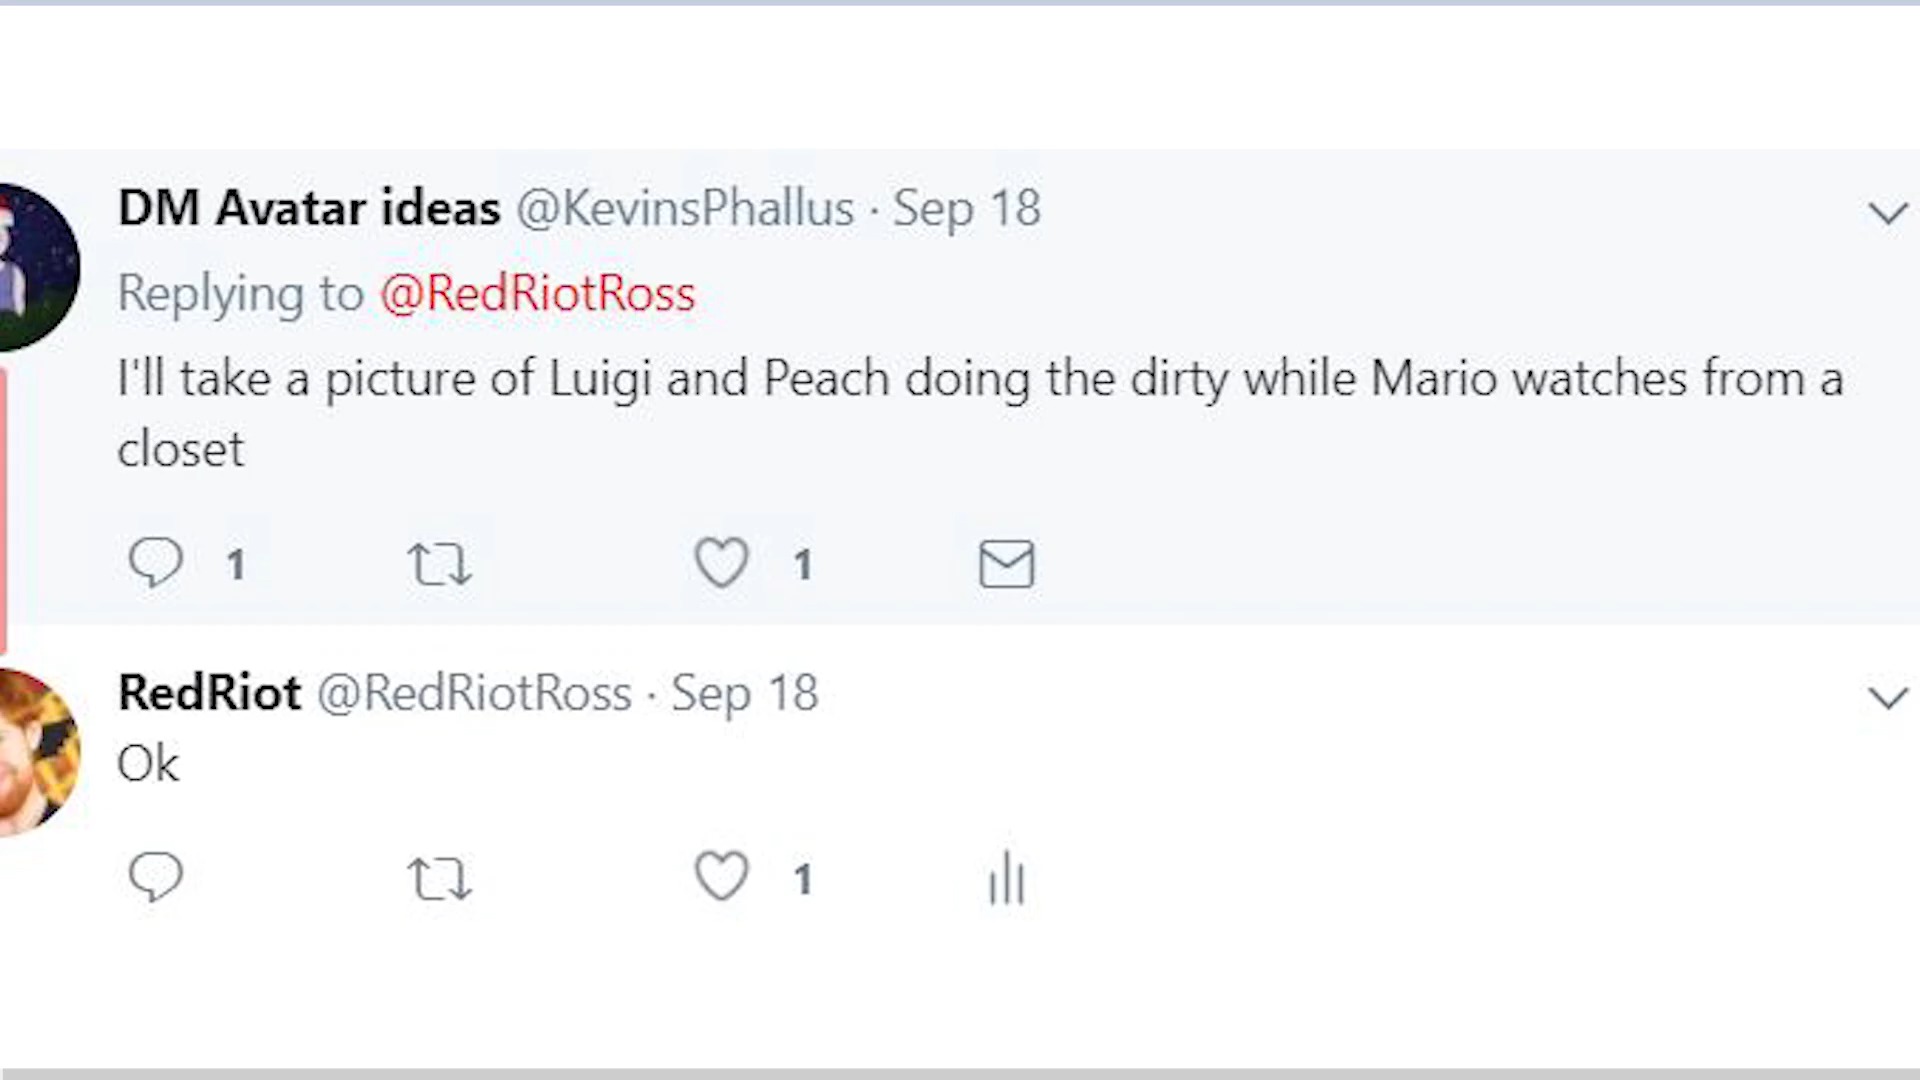 DM Avatar ideas @KevinsPhallus · Sep 18
Replying to @RedRiotRoss
I'll take a picture of Luigi and Peach doing the dirty while Mario watches from a
closet
1 1
RedRiot @RedRiotRoss · Sep 18
Ok
1